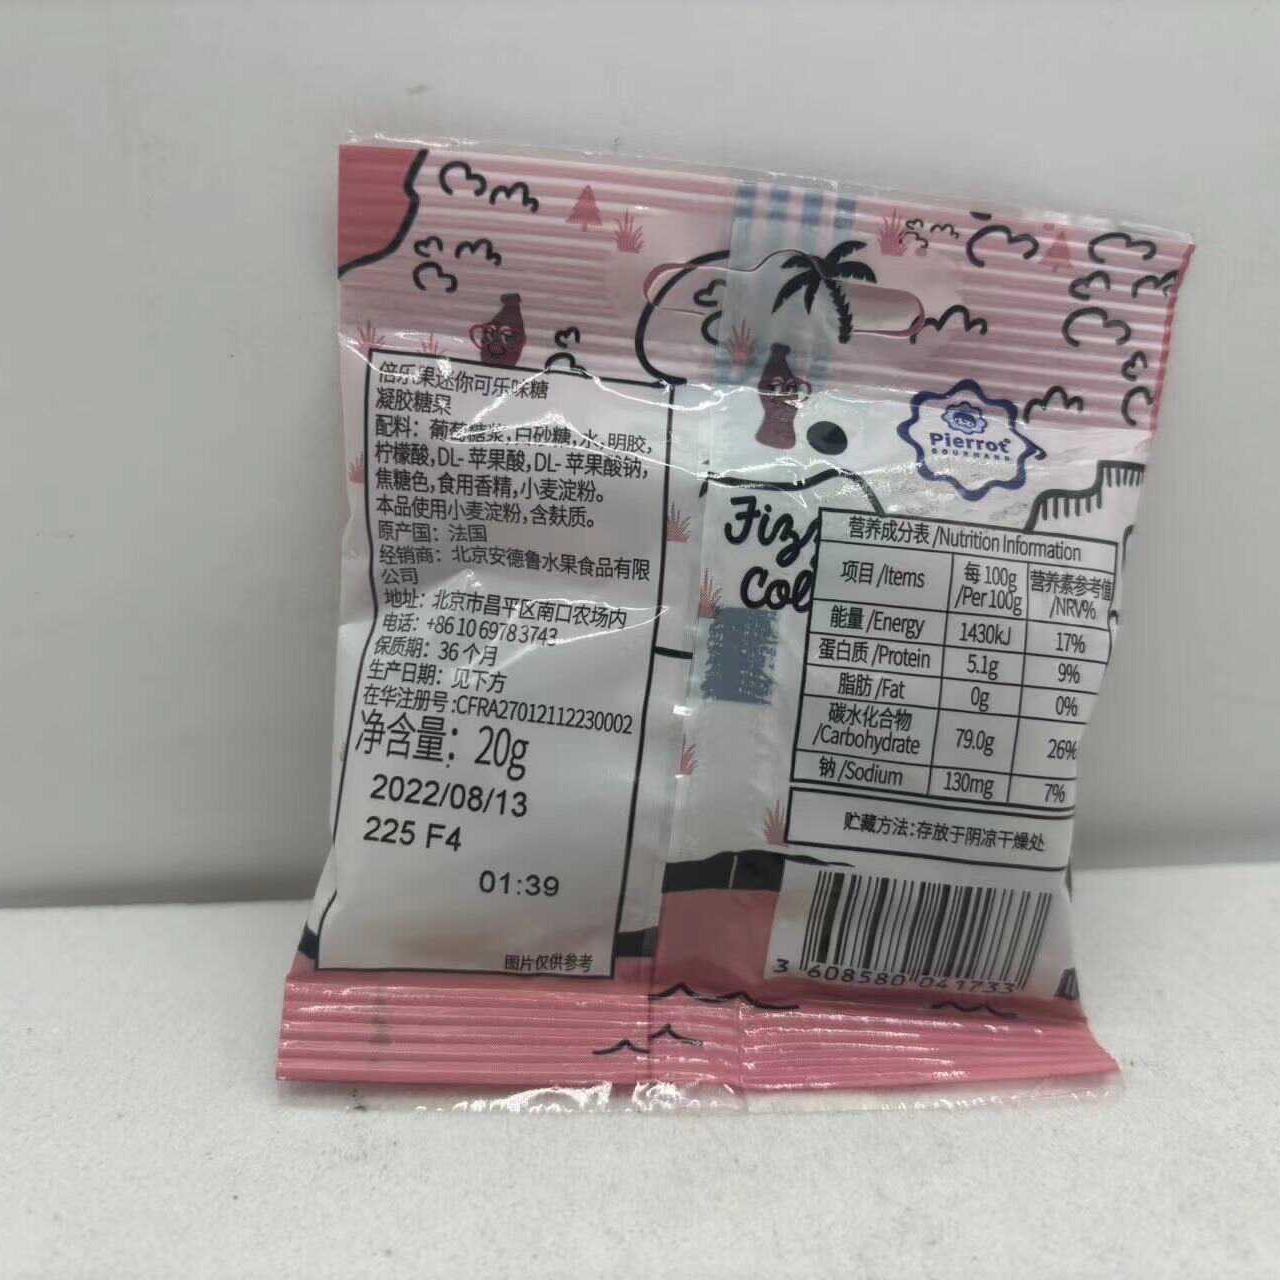 倍乐果迷你可乐味糖
凝胶糖果
配料：葡萄糖浆,白砂糖,水,明胶,
柠檬酸,DL-苹果酸,DL-苹果酸钠,
焦糖色,食用香精,小麦淀粉。
本品使用小麦淀粉,含麸质。
原产国：法国
经销商：北京安德鲁水果食品有限
公司
地址：北京市昌平区南口农场内
电话：+86 10 6978 3743
保质期：36个月
生产日期：见下方
在华注册号:CFRA27012112230002
净含量：20g
2022/08/13
225 F4
01:39
图片仅供参考
Pierrot
GOURMAND
Fizz
Col
营养成分表/Nutrition Information
项目/Items 每100g/Per100g 营养素参考值/NRV%
能量/Energy 1430kJ 17%
蛋白质/Protein 5.1g 9%
脂肪/Fat 0g 0%
碳水化合物/Carbohydrate 79.0g 26%
钠/Sodium 130mg 7%
贮藏方法:存放于阴凉干燥处
3 608580 041733